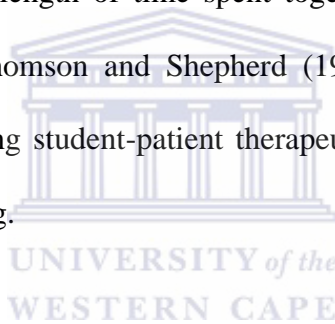 length of time spent toge
homson and Shepherd (19
ng student-patient therapeu
g.
UNIVERSITY of the
WESTERN CAPE